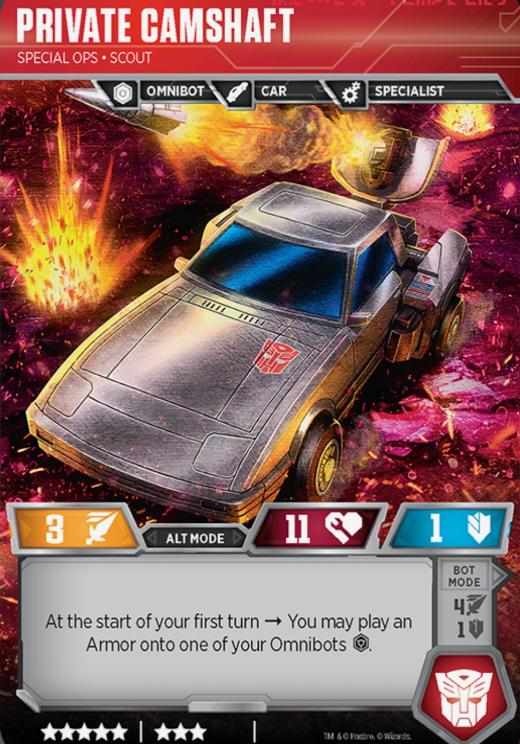 PRIVATE CAMSHAFT
SPECIAL OPS • SCOUT
OMNIBOT CAR SPECIALIST
3 ALT MODE 11 1
BOT
MODE
4
1
At the start of your first turn → You may play an
Armor onto one of your Omnibots.
TM & © Hasbro. © Wizards.